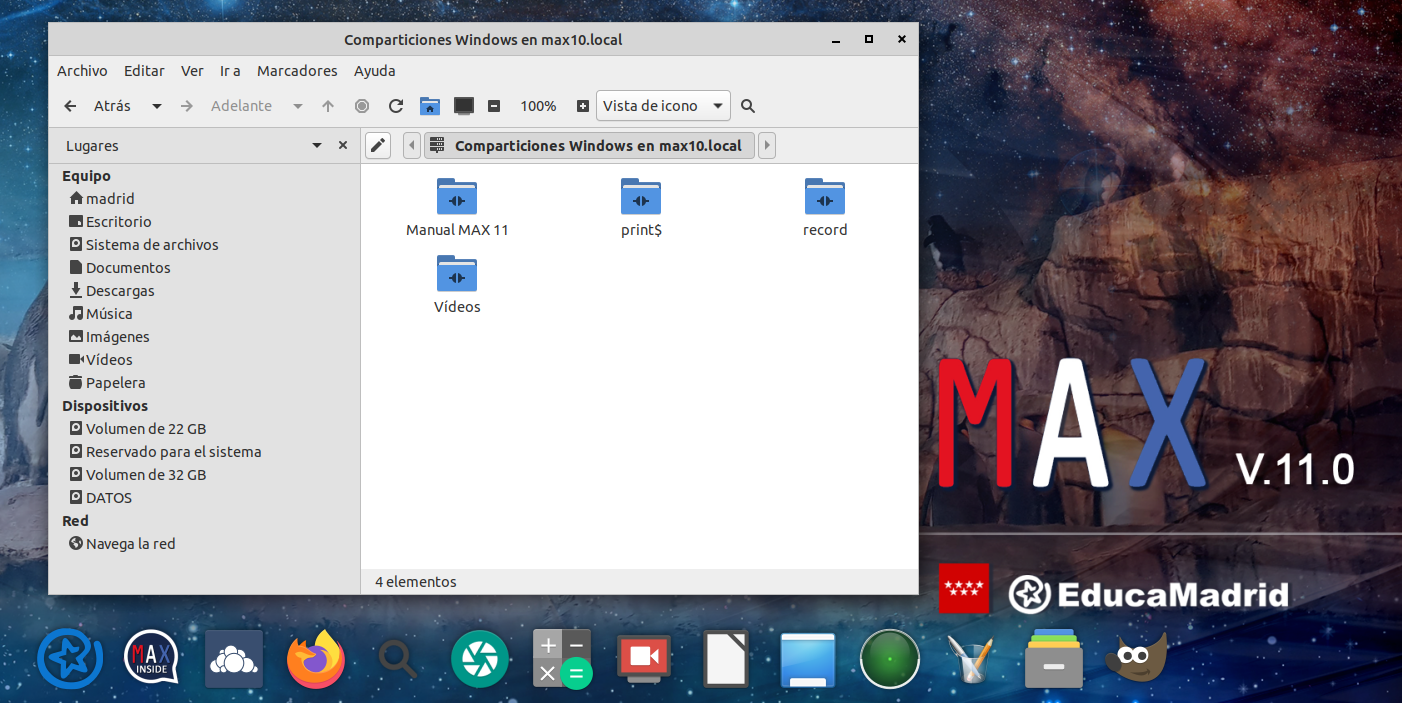 Comparticiones Windows en max10.local
Archivo Editar Ver Ir a Marcadores Ayuda
Atrás Adelante 100% Vista de icono
Lugares
Comparticiones Windows en max10.local
Equipo
madrid
Escritorio
Sistema de archivos
Documentos
Descargas
Música
Imágenes
Vídeos
Papelera
Dispositivos
Volumen de 22 GB
Reservado para el sistema
Volumen de 32 GB
DATOS
Red
Navega la red
Manual MAX 11 print$ record
Vídeos
4 elementos
MAX V.11.0
EducaMadrid
MAX
INSIDE